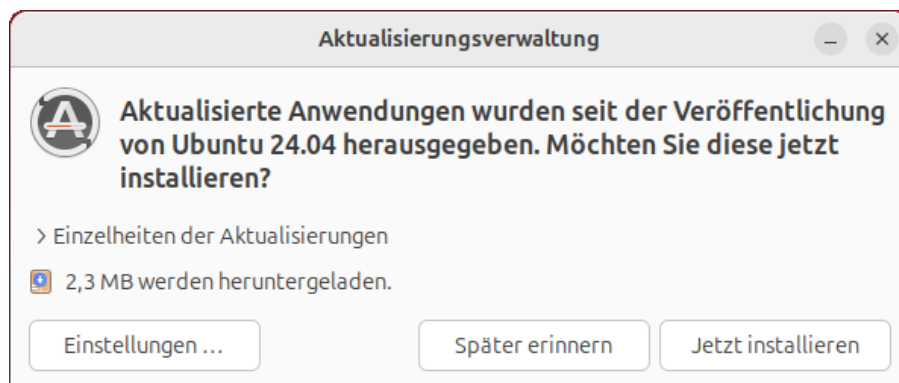 Aktualisierungsverwaltung
Aktualisierte Anwendungen wurden seit der Veröffentlichung
von Ubuntu 24.04 herausgegeben. Möchten Sie diese jetzt
installieren?
Einzelheiten der Aktualisierungen
2,3 MB werden heruntergeladen.
Einstellungen ...
Später erinnern
Jetzt installieren